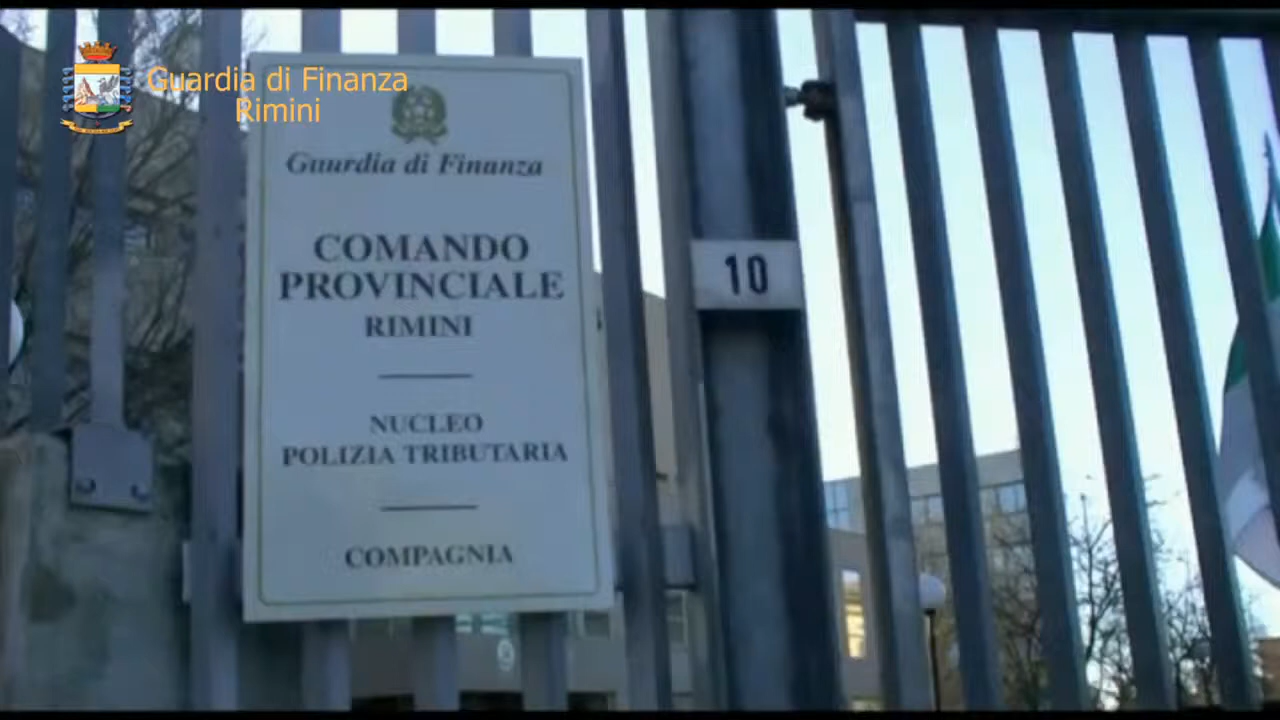 Guardia di Finanza
Rimini
Guardia di Finanza
COMANDO
PROVINCIALE
RIMINI
NUCLEO
POLIZIA TRIBUTARIA
COMPAGNIA
10